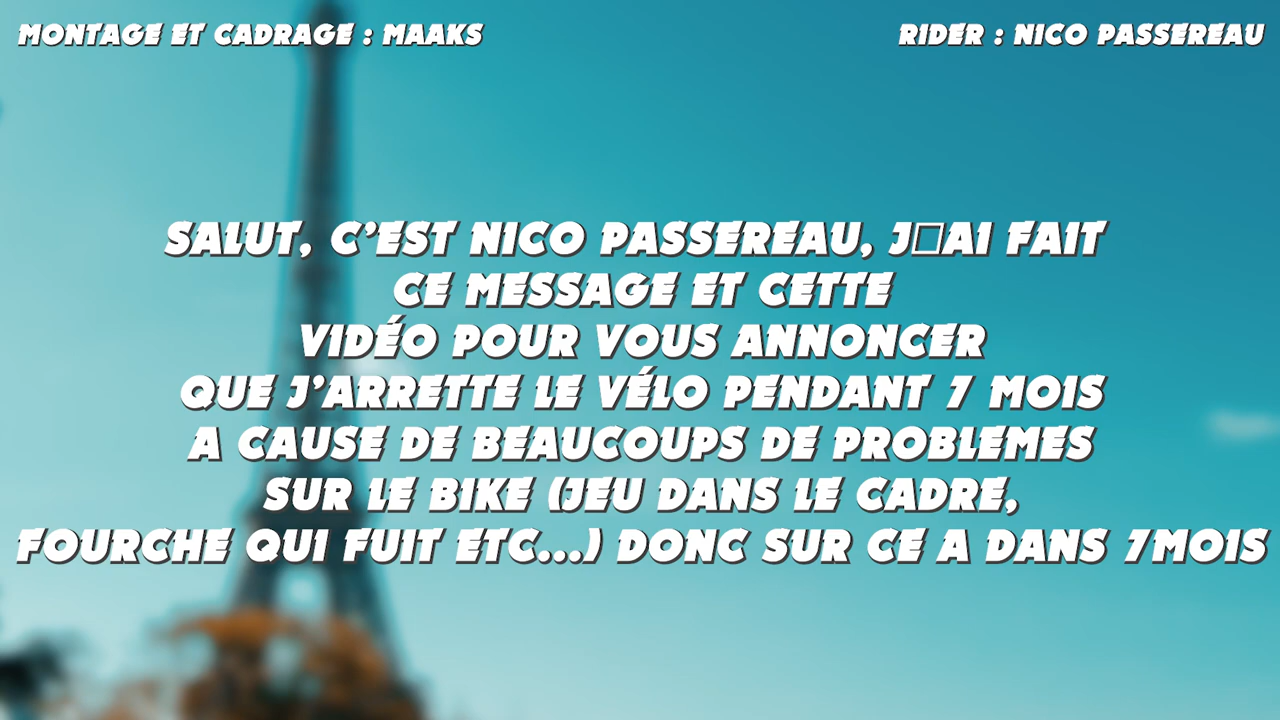 MONTAGE ET CADRAGE : MAAKS
RIDER : NICO PASSEREAU
SALUT, C'EST NICO PASSEREAU, J□AI FAIT
CE MESSAGE ET CETTE
VIDÉO POUR VOUS ANNONCER
QUE J'ARRETTE LE VÉLO PENDANT 7 MOIS
A CAUSE DE BEAUCOUPS DE PROBLEMES
SUR LE BIKE (JEU DANS LE CADRE,
FOURCHE QUI FUIT ETC...) DONC SUR CE A DANS 7MOIS